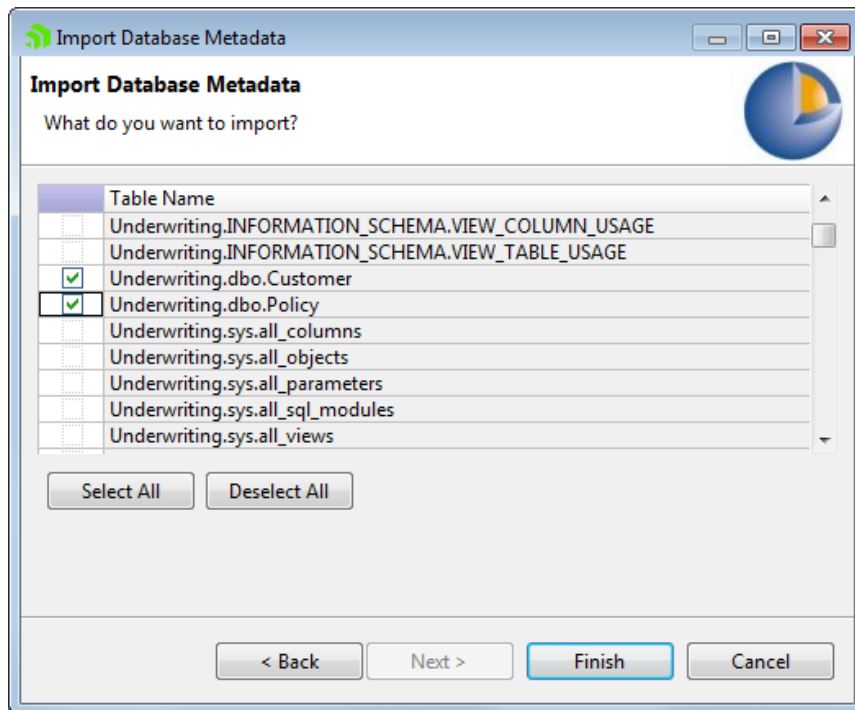 Import Database Metadata
Import Database Metadata
What do you want to import?
Table Name
Underwriting.INFORMATION_SCHEMA.VIEW_COLUMN_USAGE
Underwriting.INFORMATION_SCHEMA.VIEW_TABLE_USAGE
Underwriting.dbo.Customer
Underwriting.dbo.Policy
Underwriting.sys.all_columns
Underwriting.sys.all_objects
Underwriting.sys.all_parameters
Underwriting.sys.all_sql_modules
Underwriting.sys.all_views
Select All Deselect All
< Back Next > Finish Cancel